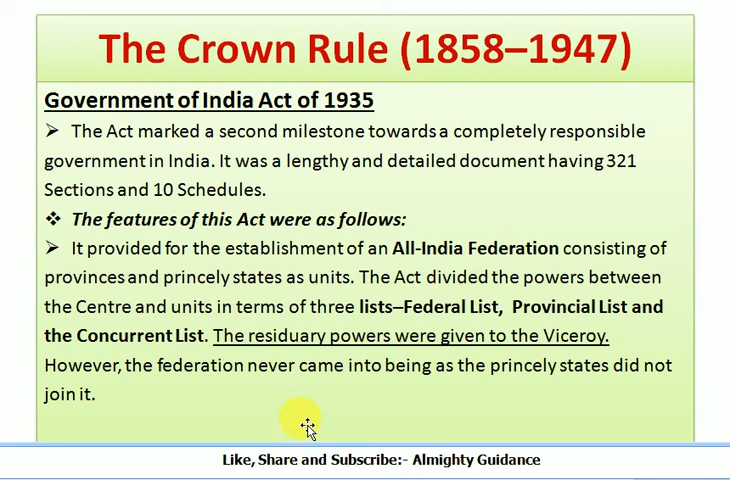 The Crown Rule (1858–1947)
Government of India Act of 1935
➢ The Act marked a second milestone towards a completely responsible
government in India. It was a lengthy and detailed document having 321
Sections and 10 Schedules.
❖ The features of this Act were as follows:
➢ It provided for the establishment of an All-India Federation consisting of
provinces and princely states as units. The Act divided the powers between
the Centre and units in terms of three lists–Federal List, Provincial List and
the Concurrent List. The residuary powers were given to the Viceroy.
However, the federation never came into being as the princely states did not
join it.
Like, Share and Subscribe:- Almighty Guidance